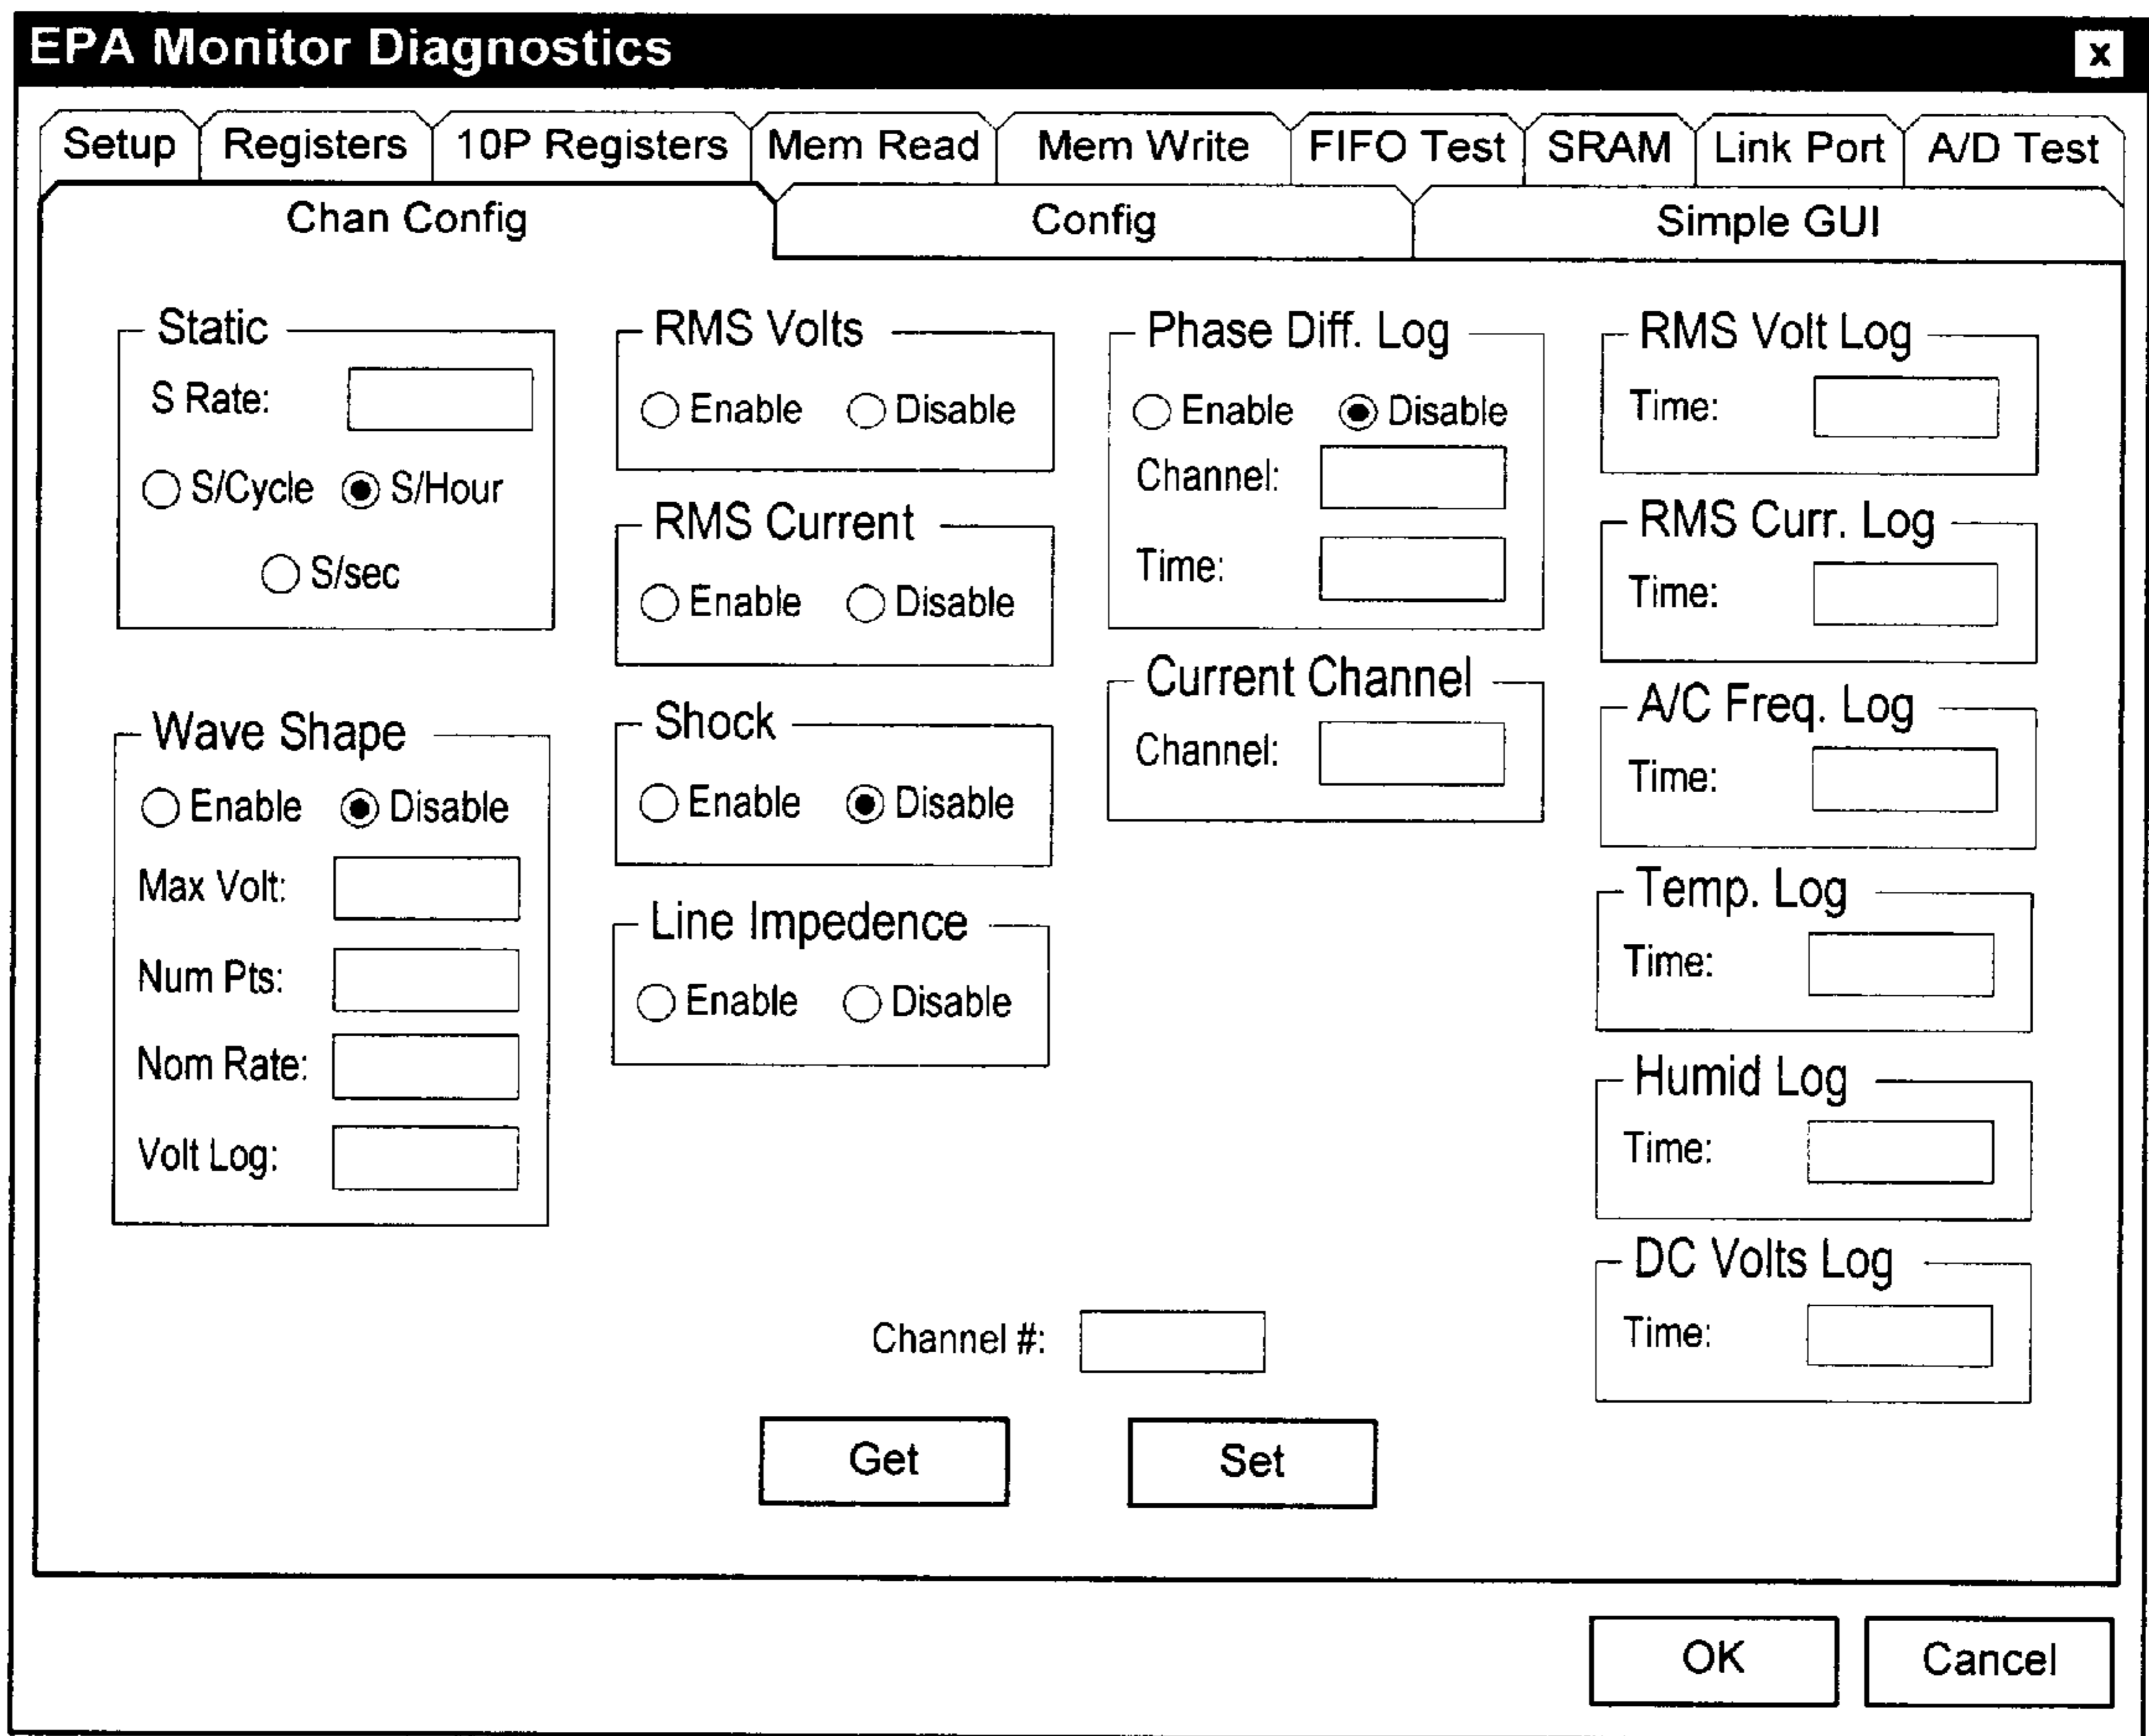 EPA Monitor Diagnostics
x
Setup Registers 10P Registers Mem Read Mem Write FIFO Test SRAM Link Port A/D Test
Chan Config Config Simple GUI
Static
S Rate:
S/Cycle S/Hour
S/sec
Wave Shape
Enable Disable
Max Volt:
Num Pts:
Nom Rate:
Volt Log:
RMS Volts
Enable Disable
RMS Current
Enable Disable
Shock
Enable Disable
Line Impedence
Enable Disable
Phase Diff. Log
Enable Disable
Channel:
Time:
Current Channel
Channel:
RMS Volt Log
Time:
RMS Curr. Log
Time:
A/C Freq. Log
Time:
Temp. Log
Time:
Humid Log
Time:
DC Volts Log
Time:
Channel #:
Get Set
OK Cancel